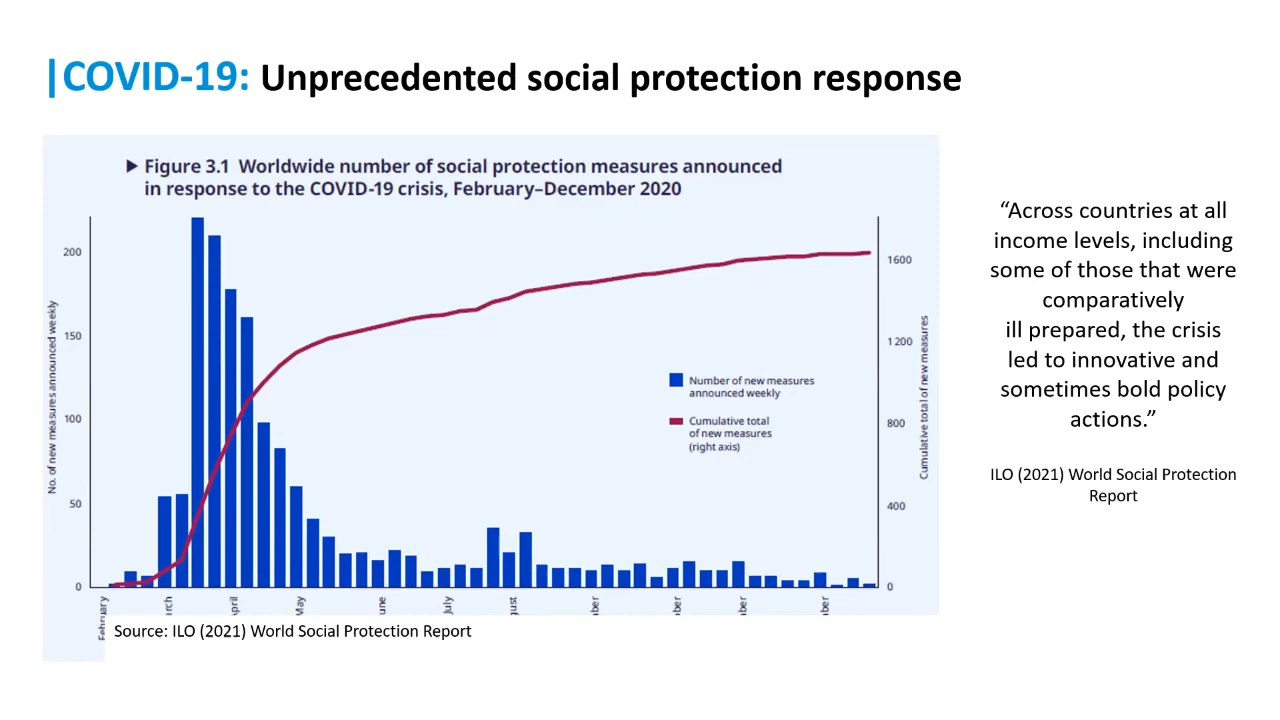 |COVID-19: Unprecedented social protection response
▶ Figure 3.1 Worldwide number of social protection measures announced
in response to the COVID-19 crisis, February–December 2020
No. of new measures announced weekly
200
150
100
50
0
1600
1200
800
400
0
Cumulative total of new measures
Number of new measures
announced weekly
Cumulative total
of new measures
(right axis)
February
May
July
Source: ILO (2021) World Social Protection Report
“Across countries at all
income levels, including
some of those that were
comparatively
ill prepared, the crisis
led to innovative and
sometimes bold policy
actions.”
ILO (2021) World Social Protection
Report